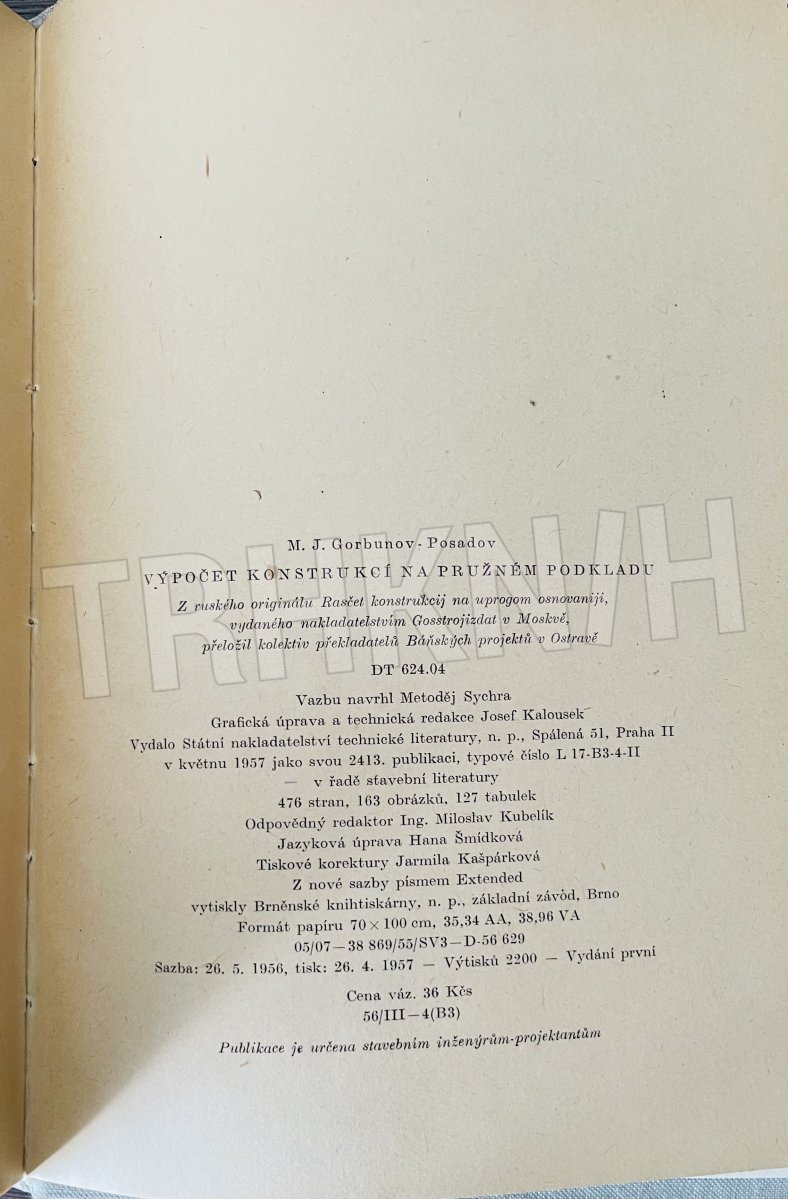 M. J. Gorbunov-Posadov
VÝPOČET KONSTRUKCÍ NA PRUŽNÉM PODKLADU
Z ruského originálu Rasčet konstrukcij na uprogom osnovaniji,
vydaného nakladatelstvím Gosstrojizdat v Moskvě,
přeložil kolektiv překladatelů Báňských projektů v Ostravě
DT 624.04
Vazbu navrhl Metoděj Sychra
Grafická úprava a technická redakce Josef Kalousek
Vydalo Státní nakladatelství technické literatury, n. p., Spálená 51, Praha II
v květnu 1957 jako svou 2413. publikaci, typové číslo L 17-B3-4-II
— v řadě stavební literatury
476 stran, 163 obrázků, 127 tabulek
Odpovědný redaktor Ing. Miloslav Kubelík
Jazyková úprava Hana Šmídková
Tiskové korektury Jarmila Kašpárková
Z nové sazby písmem Extended
vytiskly Brněnské knihtiskárny, n. p., základní závod, Brno
Formát papíru 70 × 100 cm, 35,34 AA, 38,96 VA
05/07 — 38 869/55/SV3 — D-56 629
Sazba: 26. 5. 1956, tisk: 26. 4. 1957 — Výtisků 2200 — Vydání první
Cena váz. 36 Kčs
56/III — 4(B3)
Publikace je určena stavebním inženýrům-projektantům
TRHKNIH